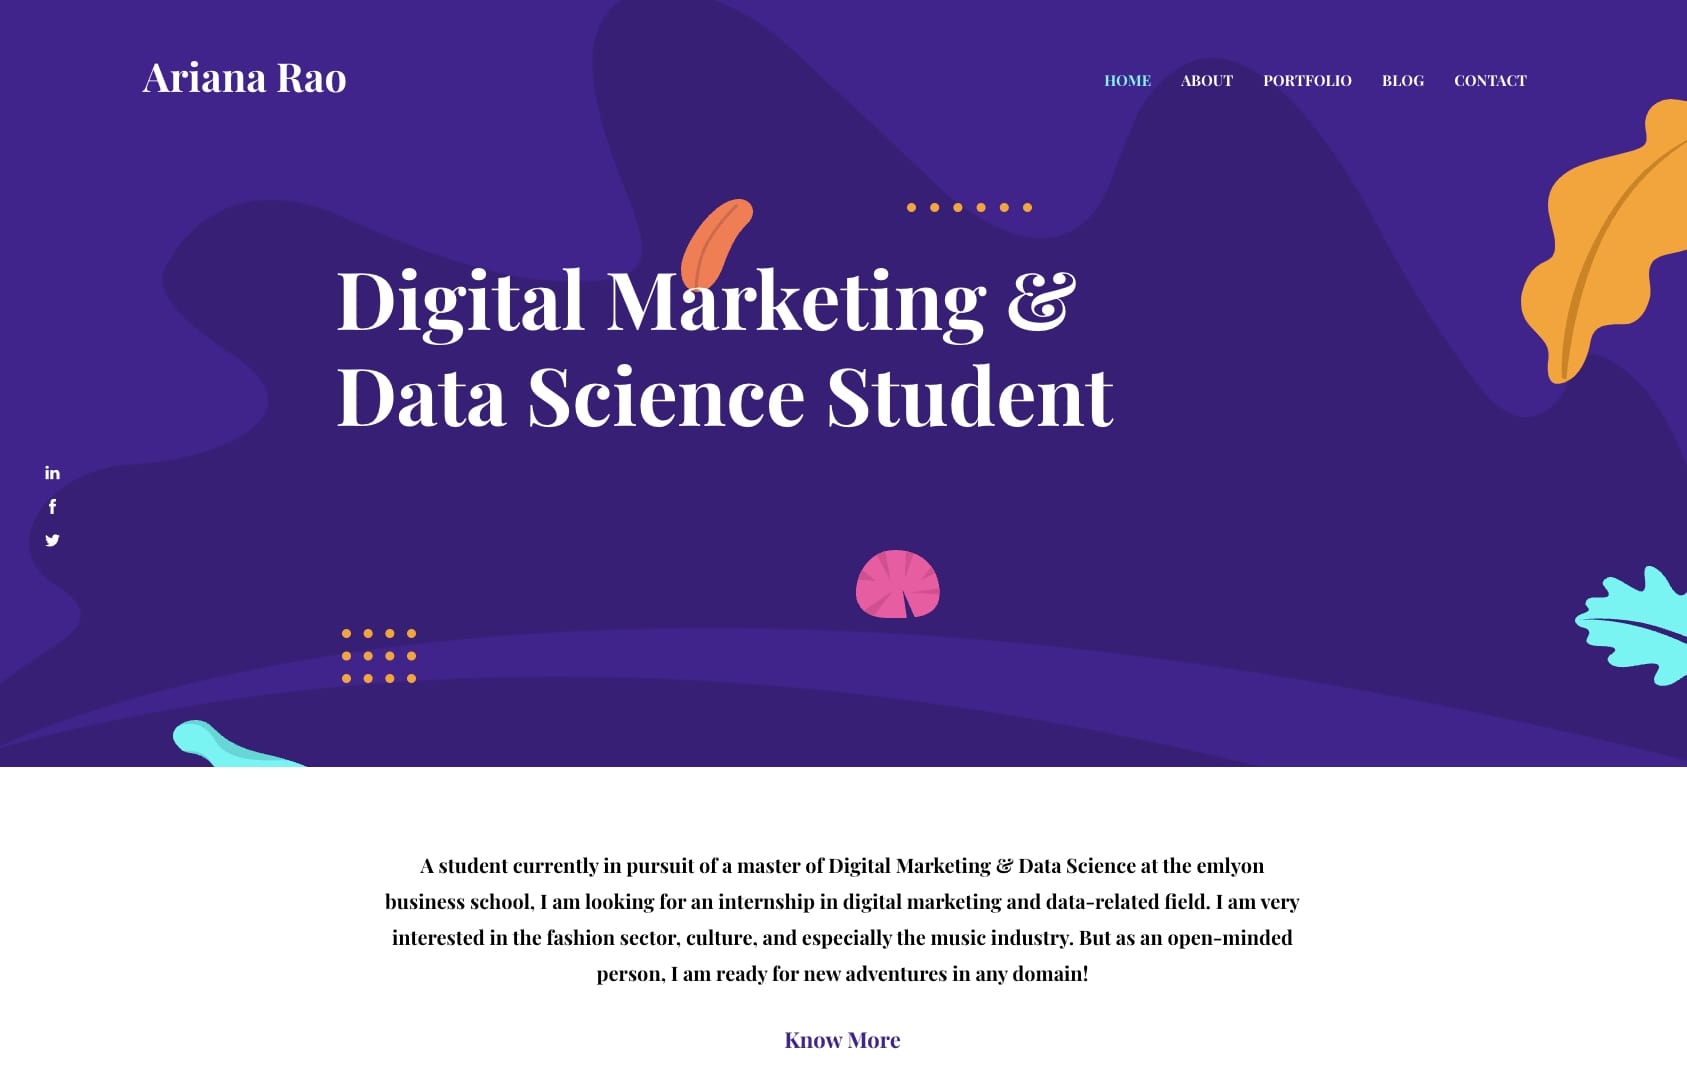 Ariana Rao
HOME ABOUT PORTFOLIO BLOG CONTACT
Digital Marketing &
Data Science Student
in
f
A student currently in pursuit of a master of Digital Marketing & Data Science at the emlyon
business school, I am looking for an internship in digital marketing and data-related field. I am very
interested in the fashion sector, culture, and especially the music industry. But as an open-minded
person, I am ready for new adventures in any domain!
Know More